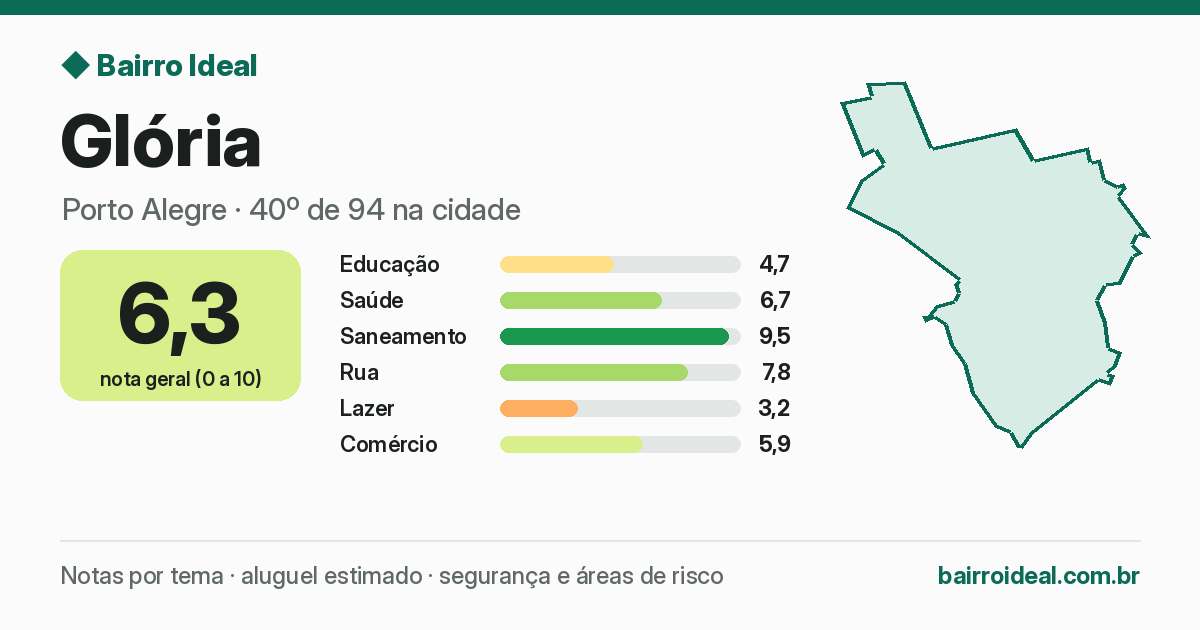 Bairro Ideal
Glória
Porto Alegre · 40º de 94 na cidade
6,3
nota geral (0 a 10)
Educação 4,7
Saúde 6,7
Saneamento 9,5
Rua 7,8
Lazer 3,2
Comércio 5,9
Notas por tema · aluguel estimado · segurança e áreas de risco
bairroideal.com.br